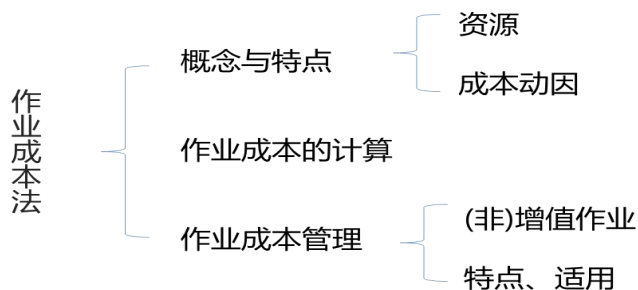 作业成本法
概念与特点
资源
成本动因
作业成本的计算
作业成本管理
(非)增值作业
特点、适用